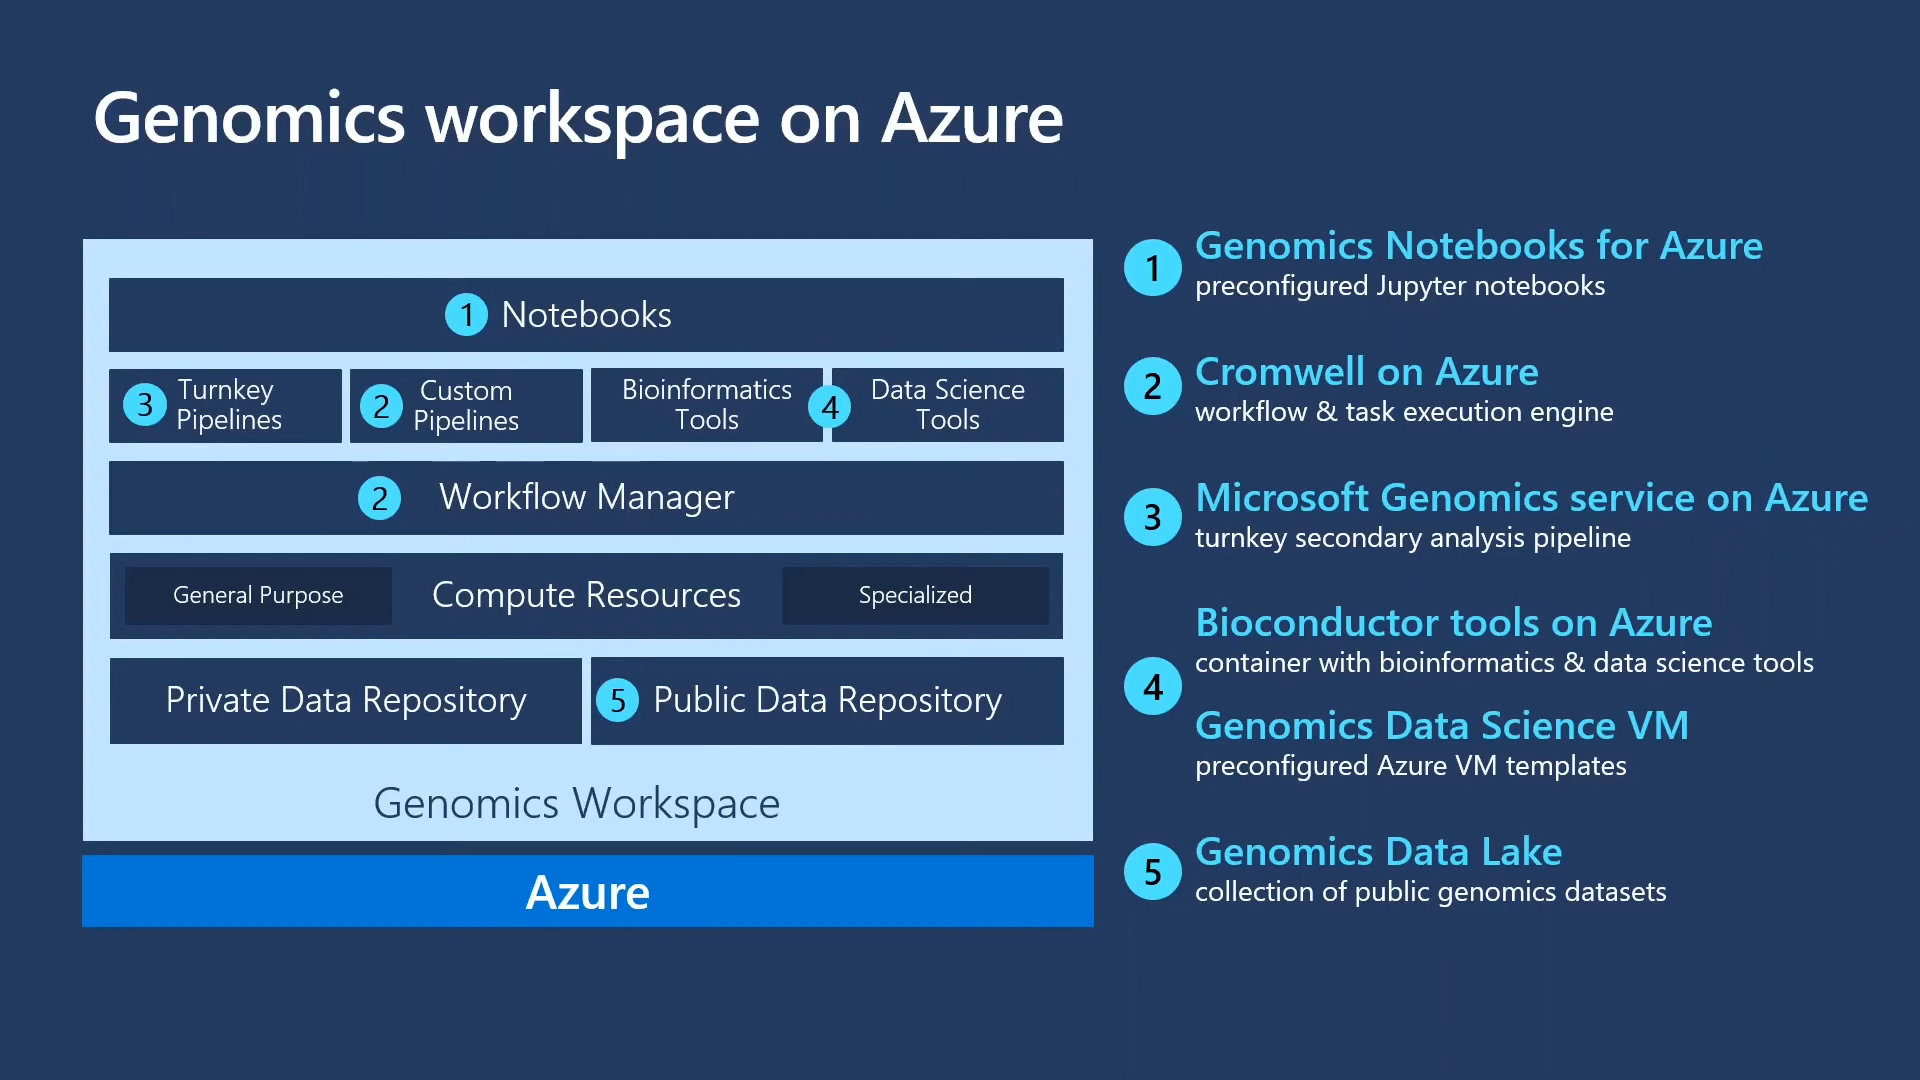 Genomics workspace on Azure
1 Notebooks
3 Turnkey
Pipelines
2 Custom
Pipelines
Bioinformatics
Tools
4
Data Science
Tools
2 Workflow Manager
General Purpose
Compute Resources
Specialized
Private Data Repository
5 Public Data Repository
Genomics Workspace
Azure
1
Genomics Notebooks for Azure
preconfigured Jupyter notebooks
2
Cromwell on Azure
workflow & task execution engine
3
Microsoft Genomics service on Azure
turnkey secondary analysis pipeline
4
Bioconductor tools on Azure
container with bioinformatics & data science tools
Genomics Data Science VM
preconfigured Azure VM templates
5
Genomics Data Lake
collection of public genomics datasets